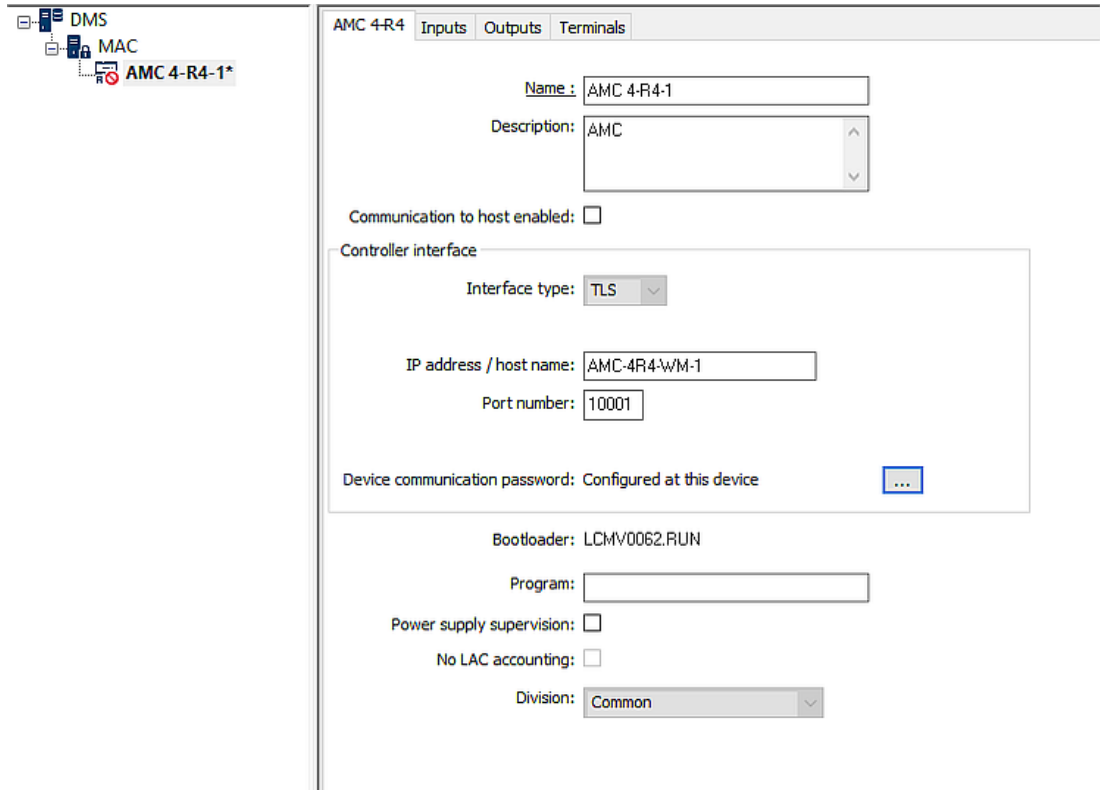 DMS
MAC
AMC 4-R4-1*
AMC 4-R4 Inputs Outputs Terminals
Name : AMC 4-R4-1
Description: AMC
Communication to host enabled:
Controller interface
Interface type: TLS
IP address / host name: AMC-4R4-WM-1
Port number: 10001
Device communication password: Configured at this device ...
Bootloader: LCMV0062.RUN
Program:
Power supply supervision:
No LAC accounting:
Division: Common